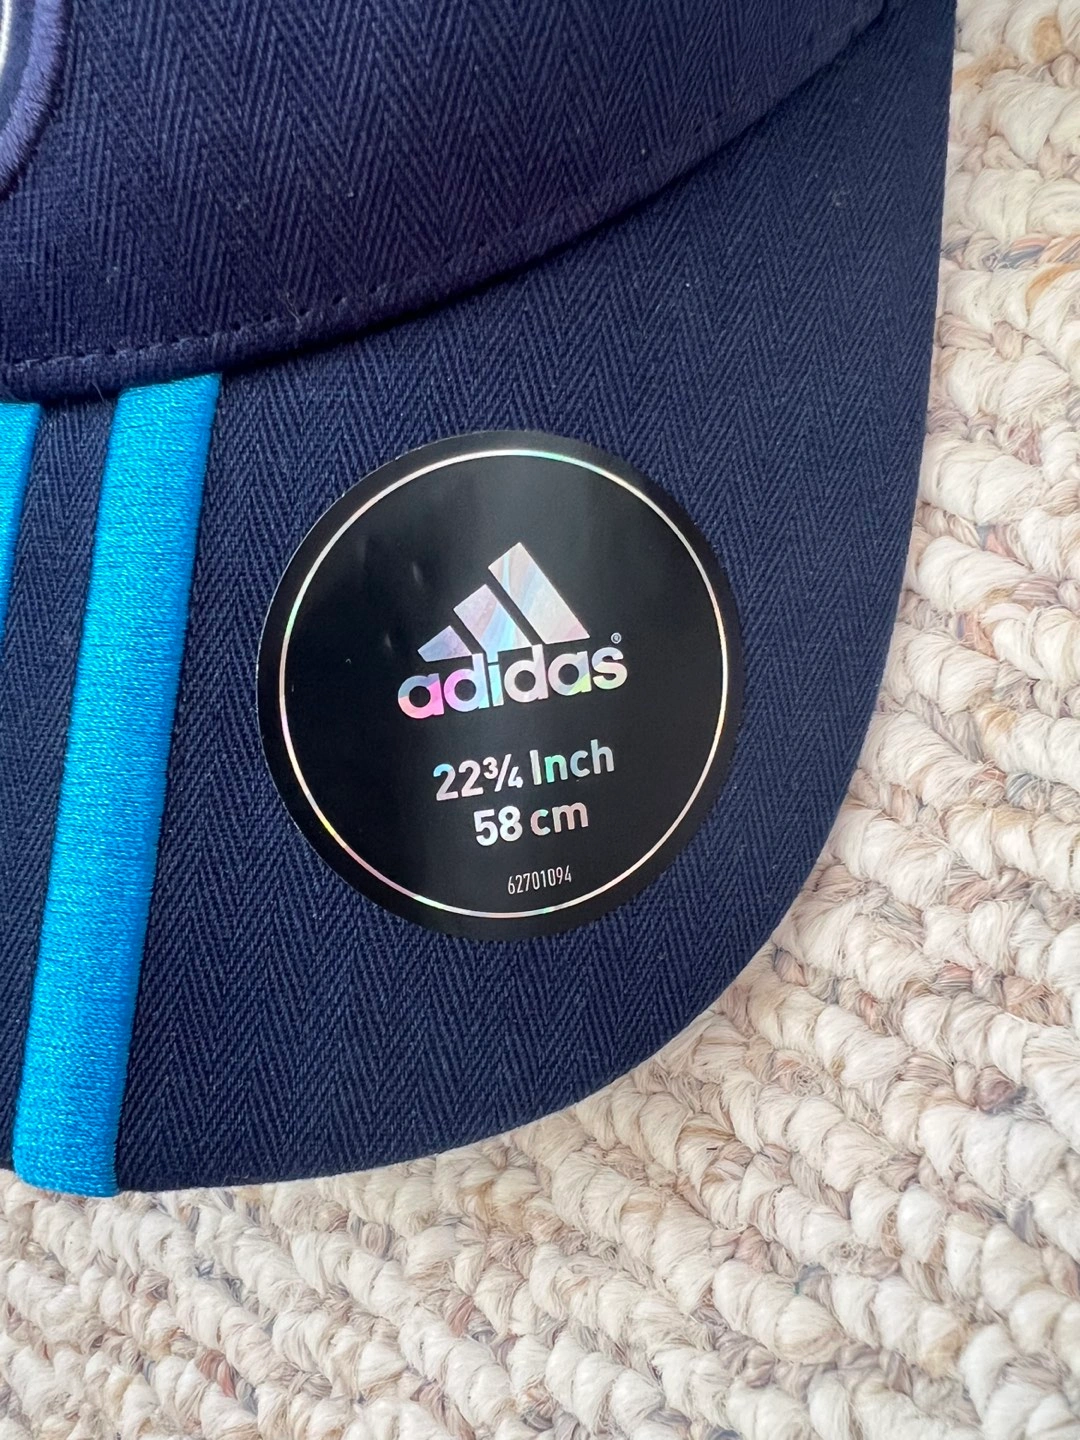 adidas®
22¾ Inch
58 cm
62701094